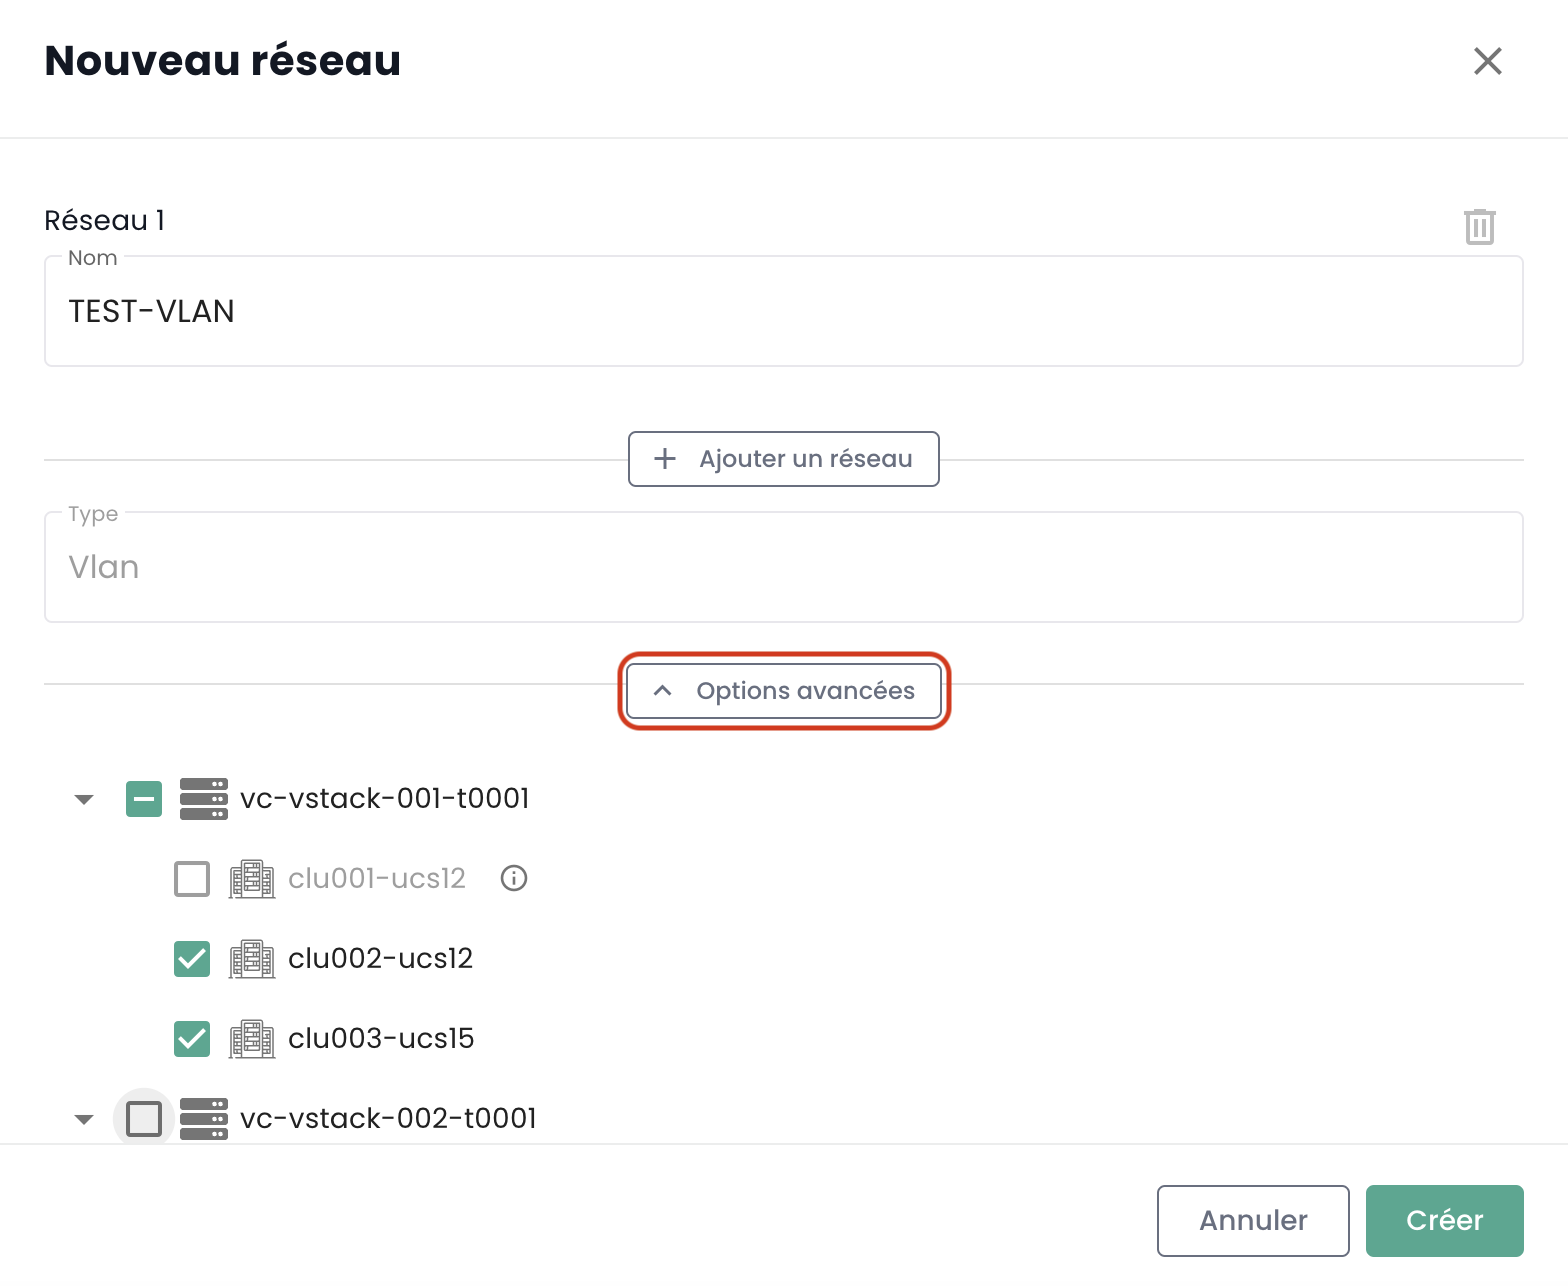 Nouveau réseau
Réseau 1
Nom
TEST-VLAN
Ajouter un réseau
Type
Vlan
Options avancées
vc-vstack-001-t0001
clu001-ucs12
clu002-ucs12
clu003-ucs15
vc-vstack-002-t0001
Annuler
Créer